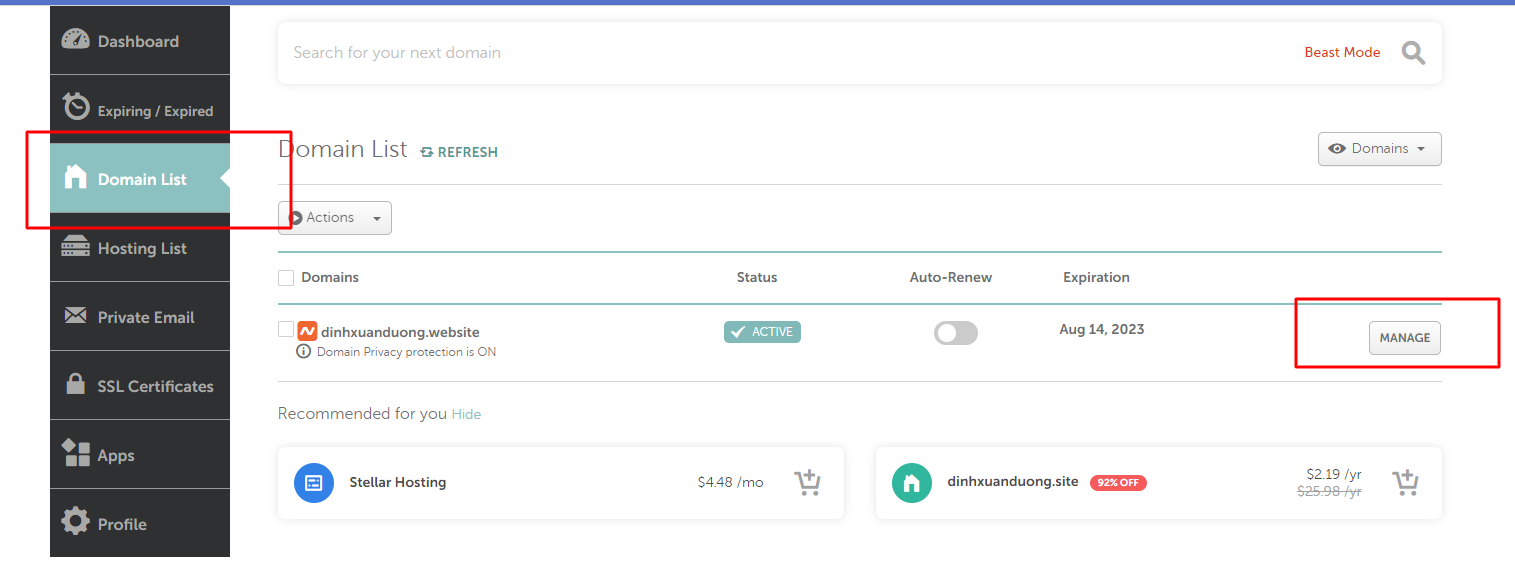 Dashboard
Expiring / Expired
Domain List
Hosting List
Private Email
SSL Certificates
Apps
Profile
Search for your next domain
Beast Mode
Domain List REFRESH
Domains
Actions
Domains Status Auto-Renew Expiration
dinhxuanduong.website ACTIVE Aug 14, 2023 MANAGE
Domain Privacy protection is ON
Recommended for you Hide
Stellar Hosting $4.48 /mo
dinhxuanduong.site 92% OFF $2.19 /yr
$25.98 /yr